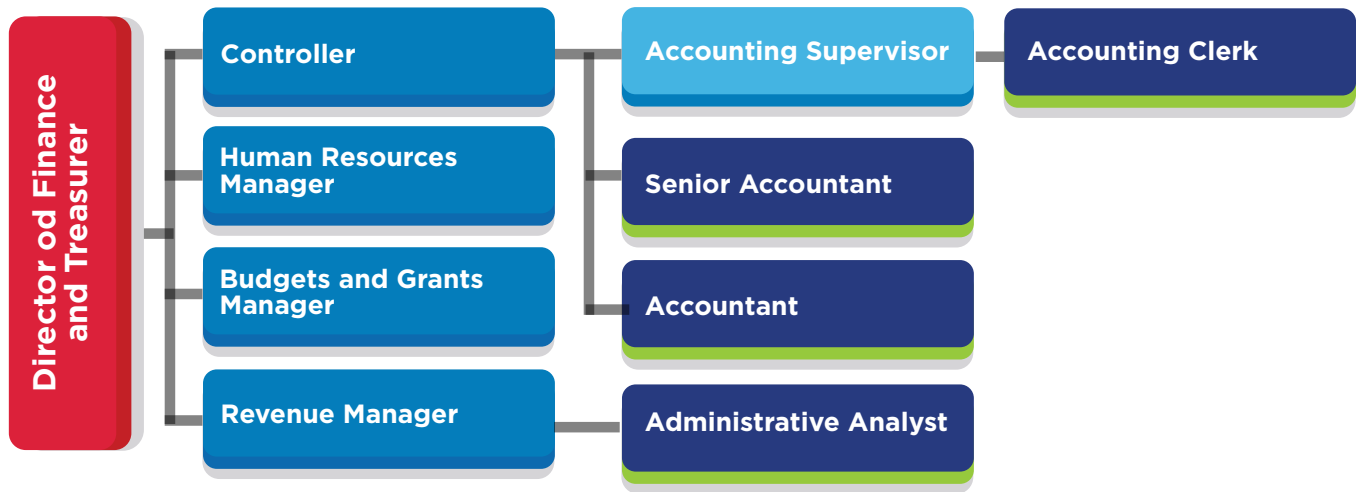 Director od Finance
and Treasurer
Controller
Human Resources
Manager
Budgets and Grants
Manager
Revenue Manager
Accounting Supervisor
Senior Accountant
Accountant
Administrative Analyst
Accounting Clerk